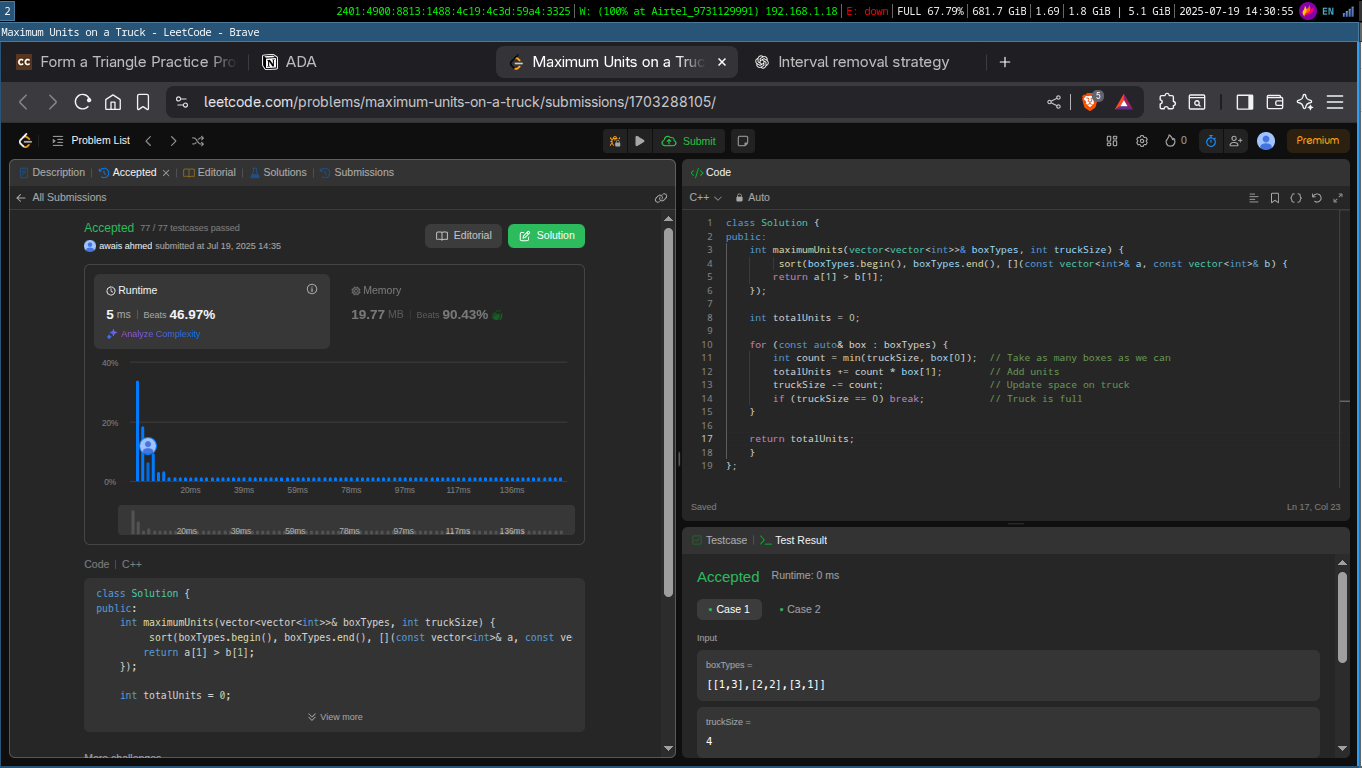 2 2401:4900:8813:1488:4c19:4c3d:59a4:3325 | W: (100% at Airtel_9731129991) 192.168.1.18 | E: down | FULL 67.79% | 681.7 GiB | 1.69 | 1.8 GiB | 5.1 GiB | 2025-07-19 14:30:55 EN
Maximum Units on a Truck - LeetCode - Brave
CC Form a Triangle Practice Pro ADA Maximum Units on a Truc × Interval removal strategy +
leetcode.com/problems/maximum-units-on-a-truck/submissions/1703288105/ 5
Problem List Submit 0 Premium
Description | Accepted × | Editorial | Solutions | Submissions
All Submissions
Accepted 77 / 77 testcases passed
awais ahmed submitted at Jul 19, 2025 14:35
Editorial Solution
Runtime
5 ms | Beats 46.97%
Analyze Complexity
Memory
19.77 MB | Beats 90.43%
40%
20%
0%
20ms 39ms 59ms 78ms 97ms 117ms 136ms
20ms 39ms 59ms 78ms 97ms 117ms 136ms
Code | C++
class Solution {
public:
int maximumUnits(vector<vector<int>>& boxTypes, int truckSize) {
sort(boxTypes.begin(), boxTypes.end(), [](const vector<int>& a, const ve
return a[1] > b[1];
});
int totalUnits = 0;
View more
More challenges
</> Code
C++ Auto
1 class Solution {
2 public:
3 int maximumUnits(vector<vector<int>>& boxTypes, int truckSize) {
4 sort(boxTypes.begin(), boxTypes.end(), [](const vector<int>& a, const vector<int>& b) {
5 return a[1] > b[1];
6 });
7
8 int totalUnits = 0;
9
10 for (const auto& box : boxTypes) {
11 int count = min(truckSize, box[0]); // Take as many boxes as we can
12 totalUnits += count * box[1]; // Add units
13 truckSize -= count; // Update space on truck
14 if (truckSize == 0) break; // Truck is full
15 }
16
17 return totalUnits;
18 }
19 };
Saved Ln 17, Col 23
Testcase | >_ Test Result
Accepted Runtime: 0 ms
• Case 1 • Case 2
Input
boxTypes =
[[1,3],[2,2],[3,1]]
truckSize =
4